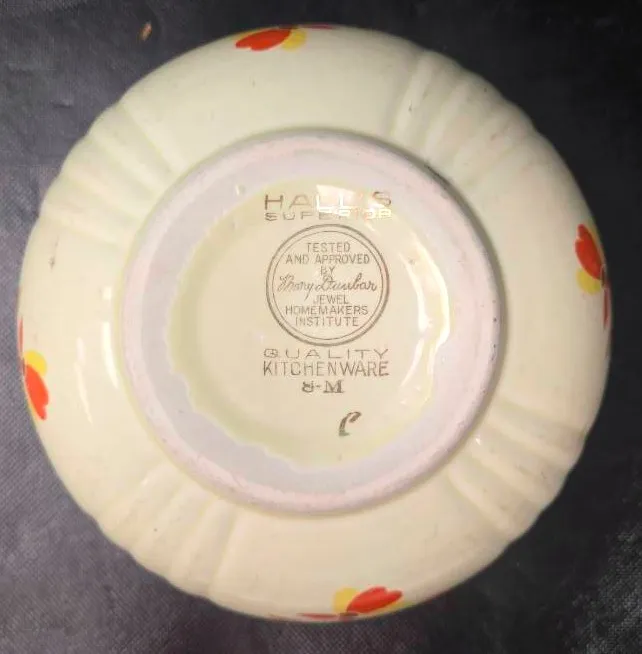 HALL'S
SUPERIOR
TESTED
AND APPROVED
BY
Mary Dunbar
JEWEL
HOMEMAKERS
INSTITUTE
QUALITY
KITCHENWARE
8-M
C